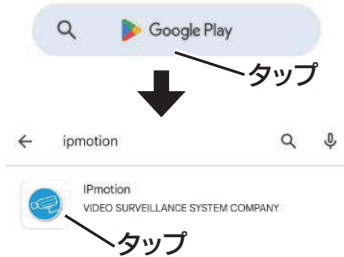 Google Play
タップ
ipmotion
IPmotion
VIDEO SURVEILLANCE SYSTEM COMPANY
タップ